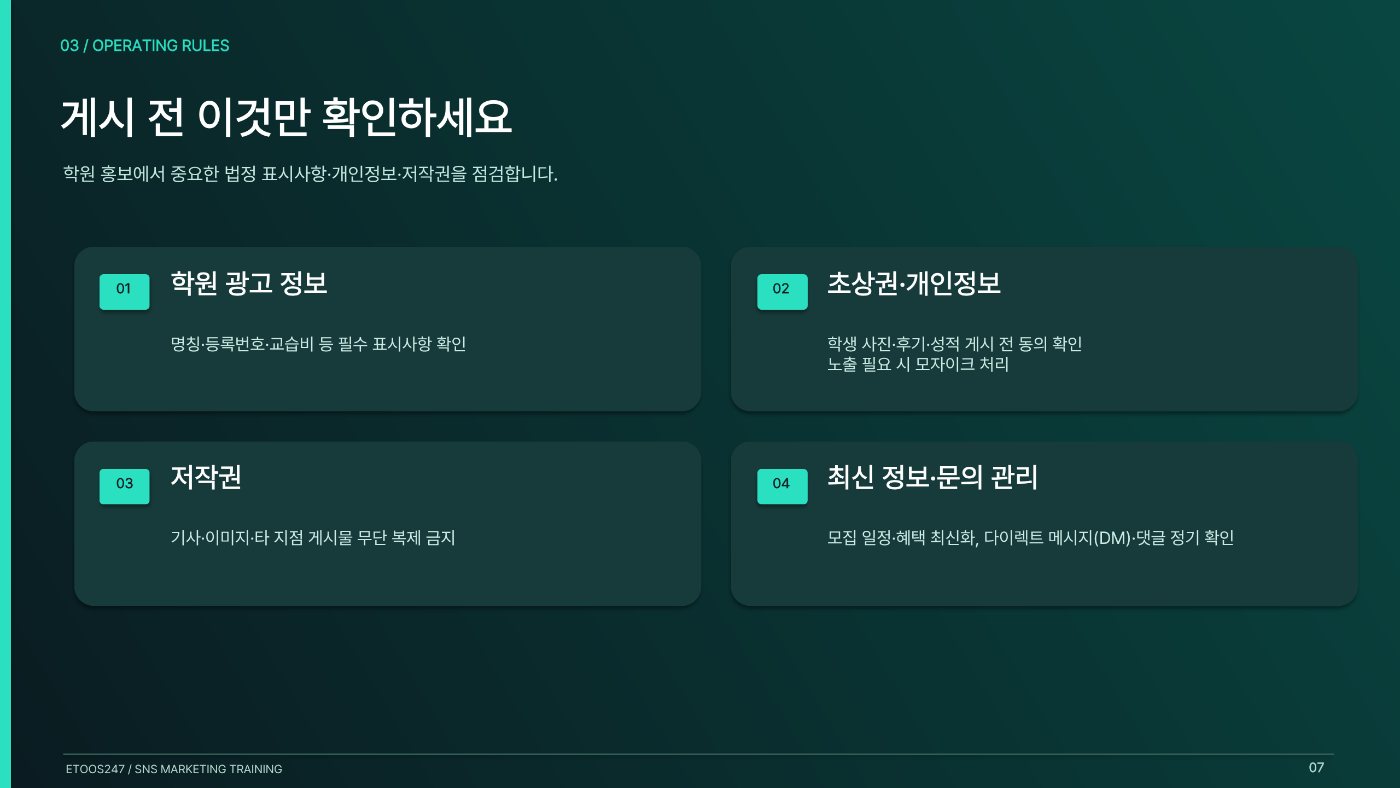 03 / OPERATING RULES
게시 전 이것만 확인하세요
학원 홍보에서 중요한 법정 표시사항·개인정보·저작권을 점검합니다.
01
학원 광고 정보
명칭·등록번호·교습비 등 필수 표시사항 확인
02
초상권·개인정보
학생 사진·후기·성적 게시 전 동의 확인
노출 필요 시 모자이크 처리
03
저작권
기사·이미지·타 지점 게시물 무단 복제 금지
04
최신 정보·문의 관리
모집 일정·혜택 최신화, 다이렉트 메시지(DM)·댓글 정기 확인
ETOOS247 / SNS MARKETING TRAINING
07